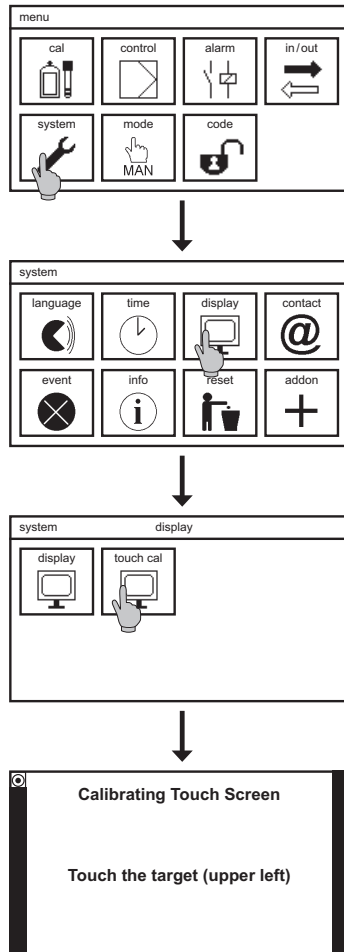 menu
cal control alarm in/out
system mode code
MAN
system
language time display contact
@
event info reset addon
i
system display
display touch cal
Calibrating Touch Screen
Touch the target (upper left)